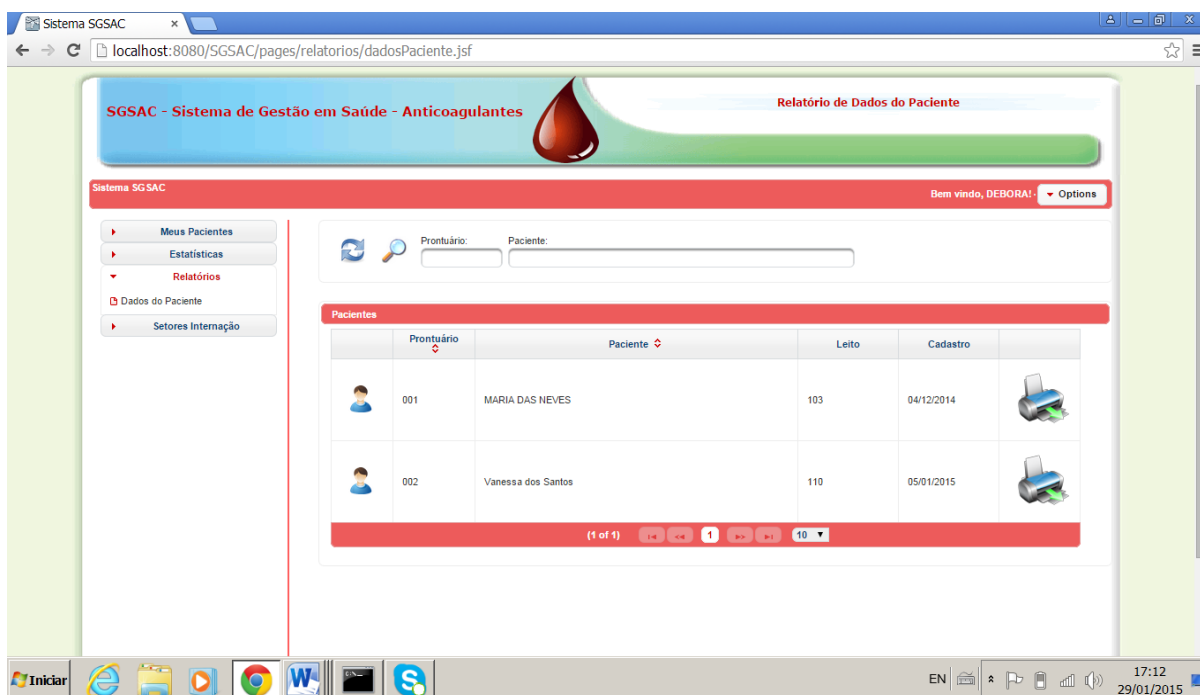 Sistema SGSAC
localhost:8080/SGSAC/pages/relatorios/dadosPaciente.jsf
SGSAC - Sistema de Gestão em Saúde - Anticoagulantes
Relatório de Dados do Paciente
Sistema SGSAC
Bem vindo, DEBORA! -
Options
Meus Pacientes
Estatísticas
Relatórios
Dados do Paciente
Setores Internação
Prontuário:
Paciente:
Pacientes
Prontuário Paciente Leito Cadastro
001 MARIA DAS NEVES 103 04/12/2014
002 Vanessa dos Santos 110 05/01/2015
(1 of 1) 1 10
Iniciar
EN
17:12
29/01/2015